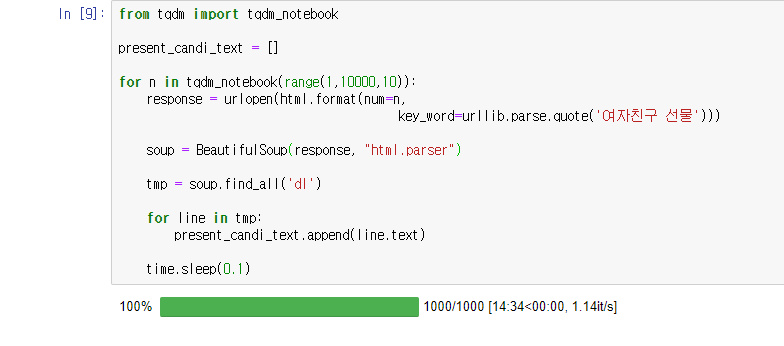 In [9]:
from tqdm import tqdm_notebook
present_candi_text = []
for n in tqdm_notebook(range(1,10000,10)):
response = urlopen(html.format(num=n,
key_word=urllib.parse.quote('여자친구 선물')))
soup = BeautifulSoup(response, "html.parser")
tmp = soup.find_all('dl')
for line in tmp:
present_candi_text.append(line.text)
time.sleep(0.1)
100% 1000/1000 [14:34<00:00, 1.14it/s]